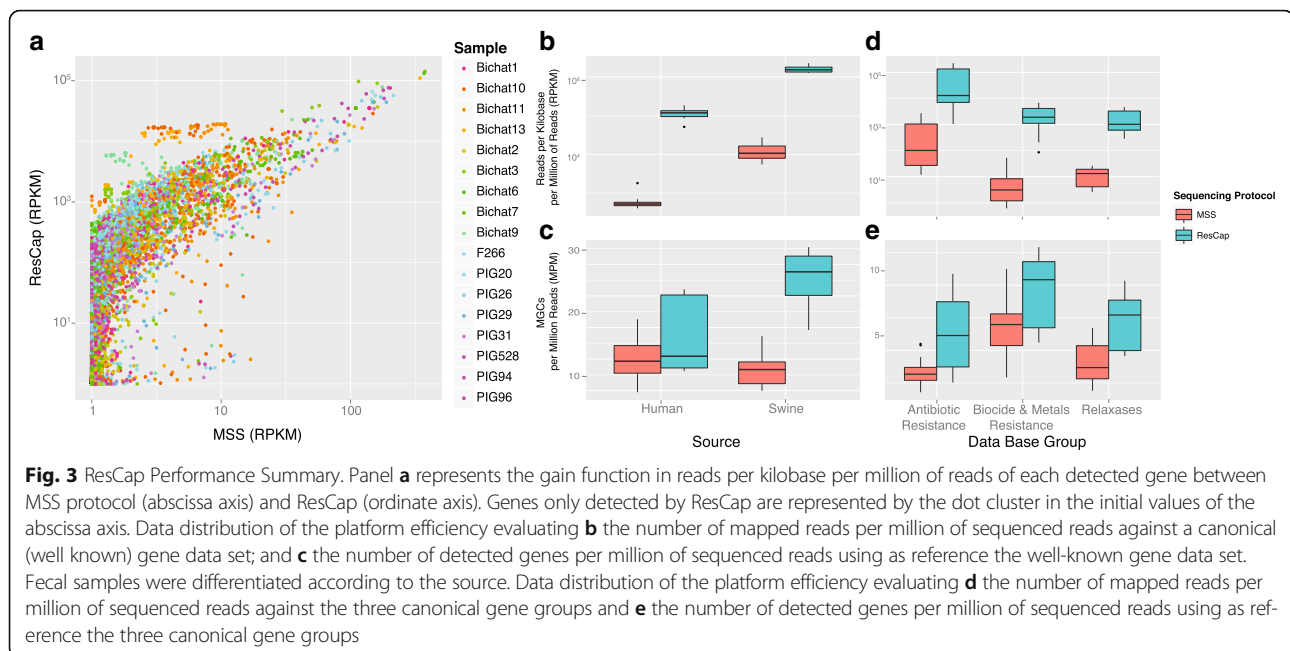 a
Sample
Bichat1
Bichat10
Bichat11
Bichat13
Bichat2
Bichat3
Bichat6
Bichat7
Bichat9
F266
PIG20
PIG26
PIG29
PIG31
PIG528
PIG94
PIG96
10⁵
10³
10¹
ResCap (RPKM)
1
10
100
MSS (RPKM)
b
Reads per Kilobase
per Million of Reads (RPKM)
10⁶
10⁴
c
MGCs
per Million Reads (MPM)
30
20
10
Human
Swine
Source
d
10⁵
10³
10¹
e
10
5
Antibiotic
Resistance
Biocide & Metals
Resistance
Relaxases
Data Base Group
Sequencing Protocol
MSS
ResCap
Fig. 3 ResCap Performance Summary. Panel a represents the gain function in reads per kilobase per million of reads of each detected gene between
MSS protocol (abscissa axis) and ResCap (ordinate axis). Genes only detected by ResCap are represented by the dot cluster in the initial values of the
abscissa axis. Data distribution of the platform efficiency evaluating b the number of mapped reads per million of sequenced reads against a canonical
(well known) gene data set; and c the number of detected genes per million of sequenced reads using as reference the well-known gene data set.
Fecal samples were differentiated according to the source. Data distribution of the platform efficiency evaluating d the number of mapped reads per
million of sequenced reads against the three canonical gene groups and e the number of detected genes per million of sequenced reads using as ref-
erence the three canonical gene groups